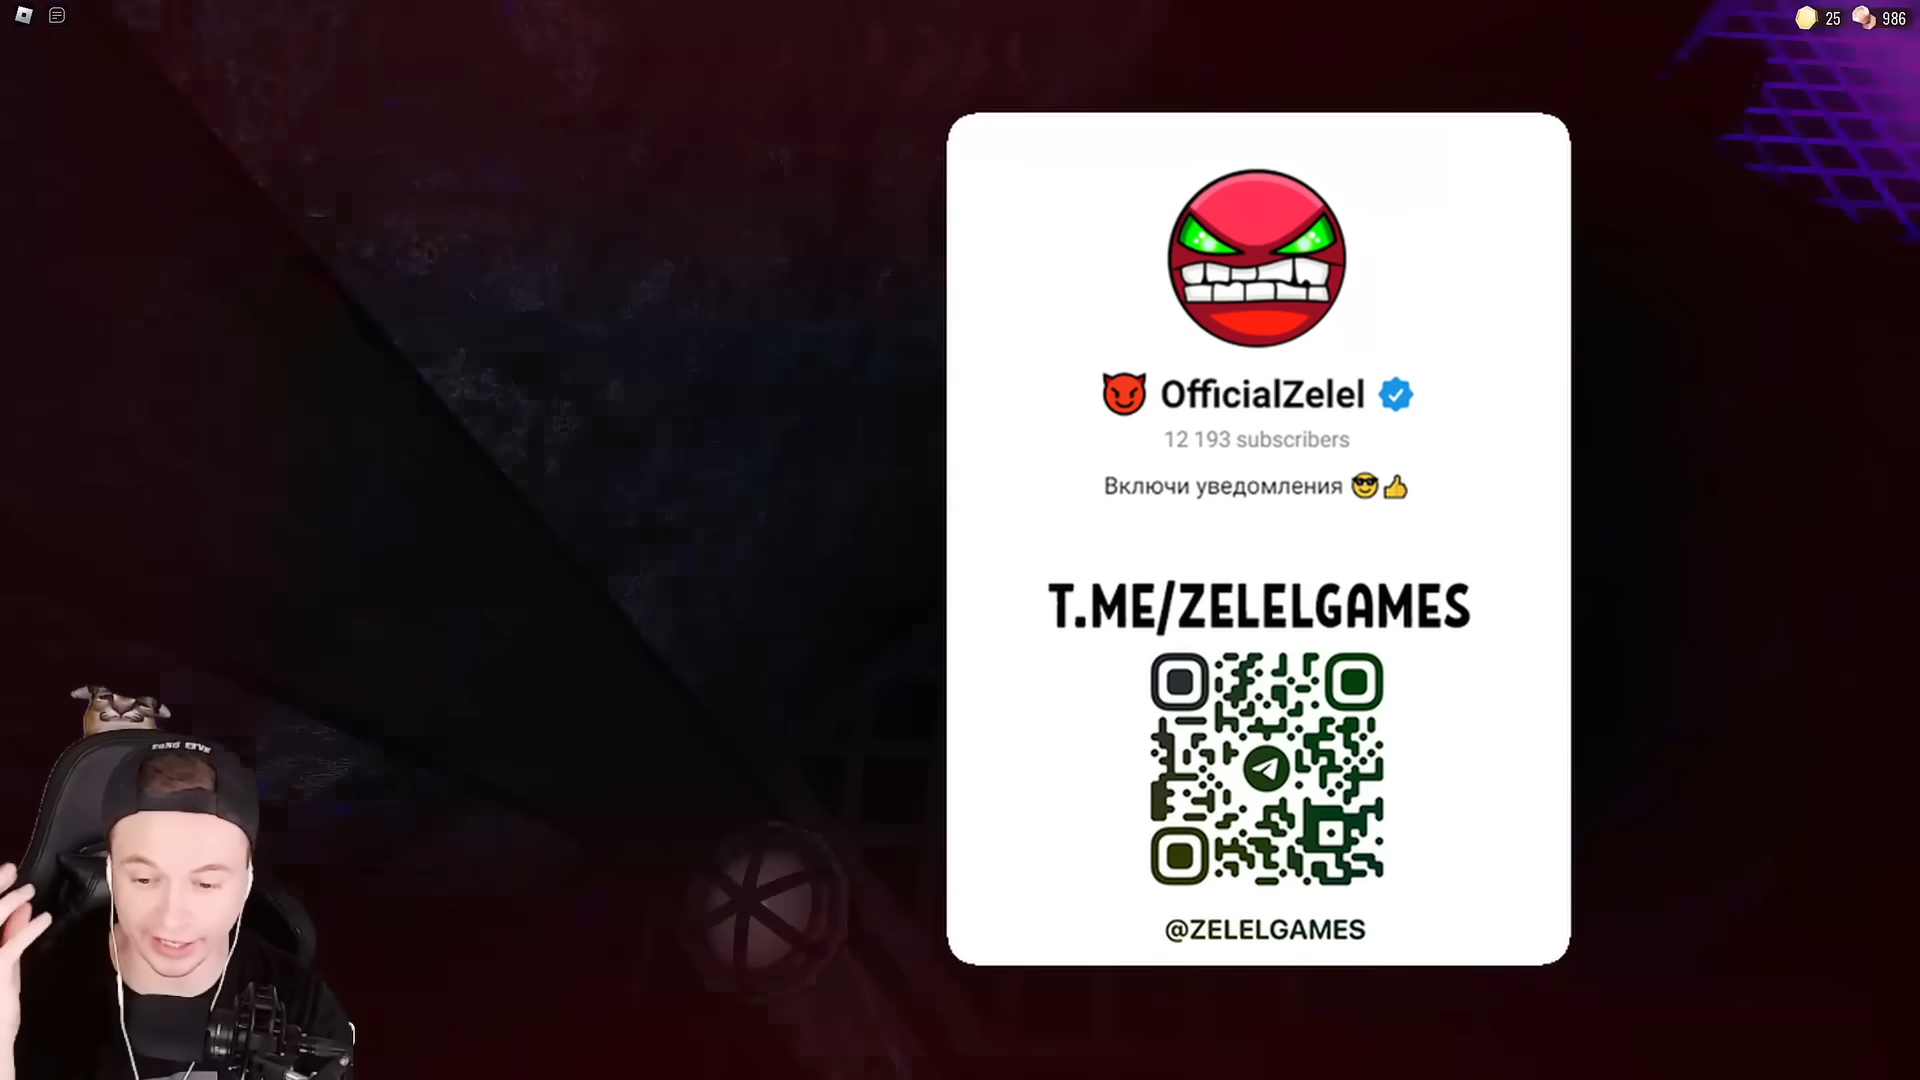 25 986
OfficialZelel
12 193 subscribers
Включи уведомления 😎👍
T.ME/ZELELGAMES
@ZELELGAMES